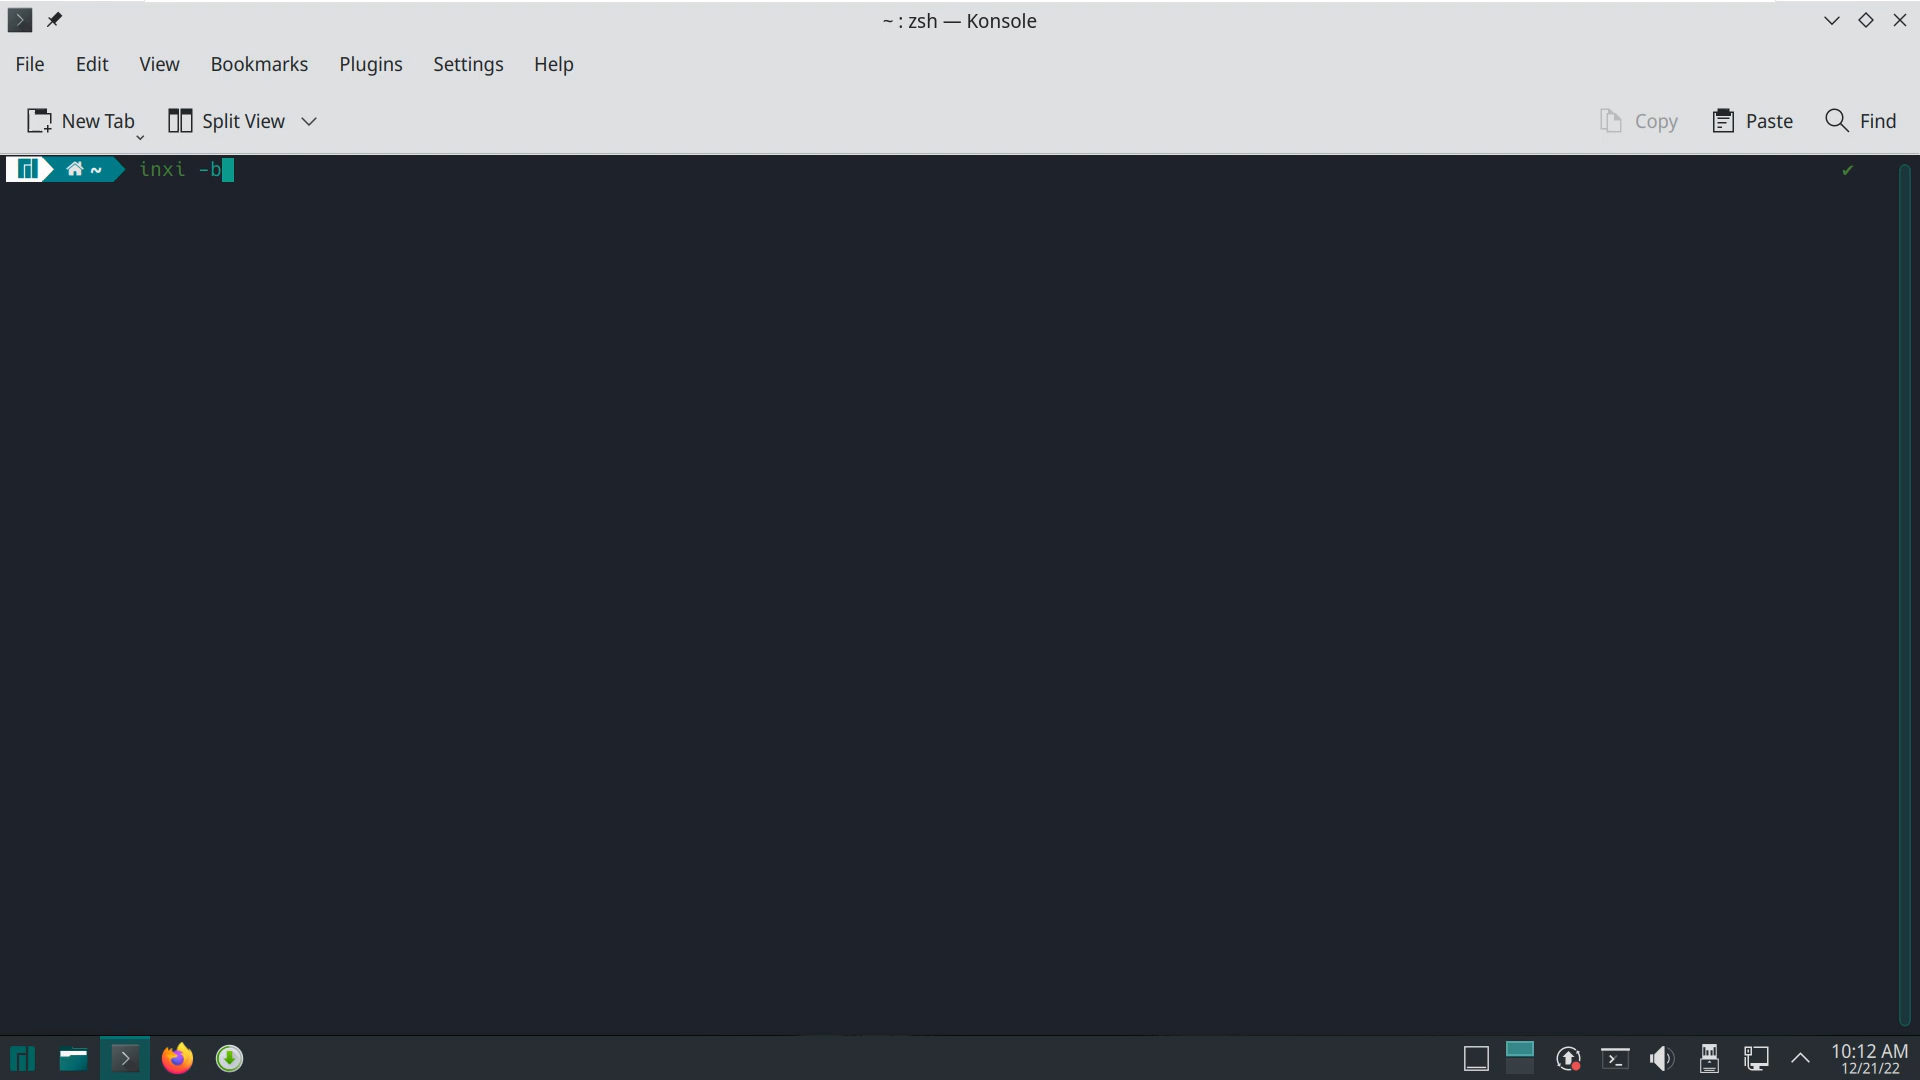 ~ : zsh — Konsole
File Edit View Bookmarks Plugins Settings Help
New Tab Split View Copy Paste Find
~ inxi -b
10:12 AM
12/21/22